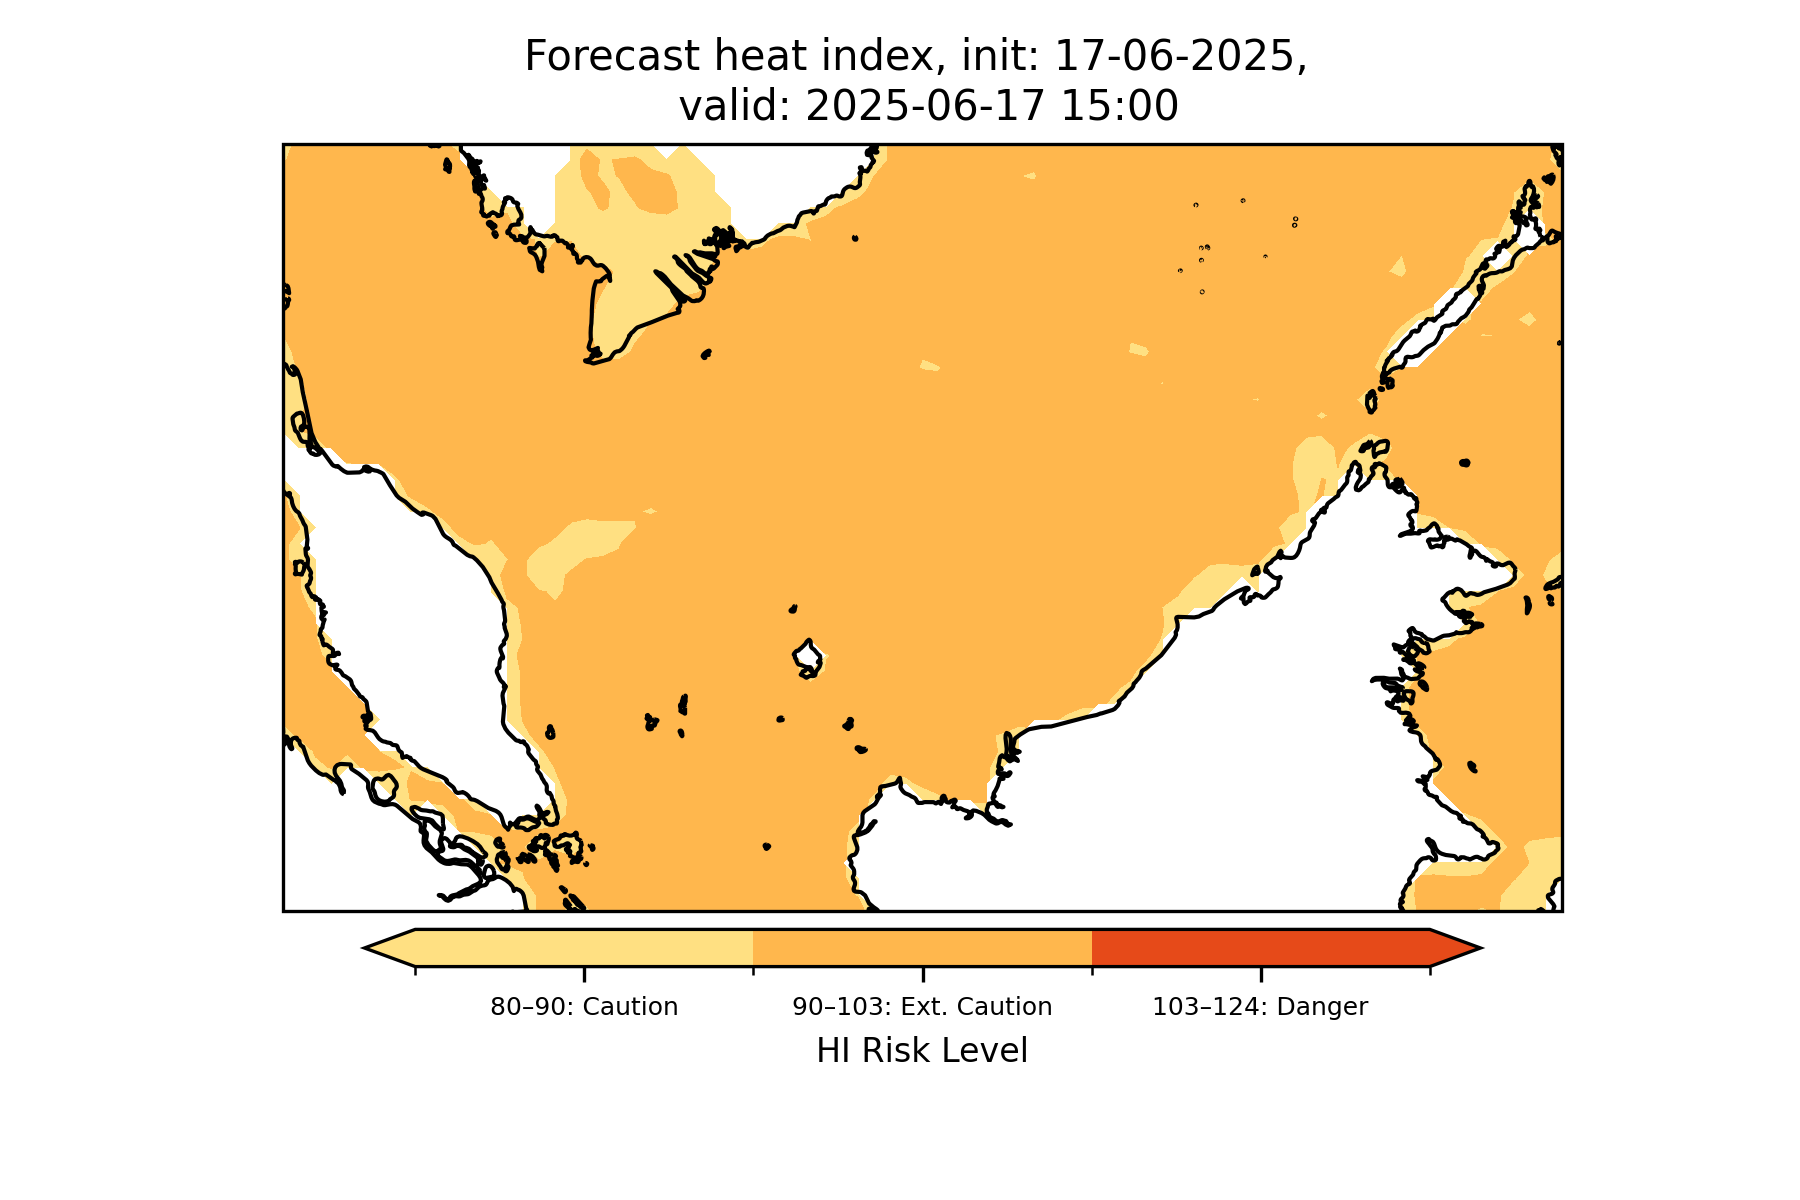 Forecast heat index, init: 17-06-2025,
valid: 2025-06-17 15:00
80–90: Caution
90–103: Ext. Caution
103–124: Danger
HI Risk Level